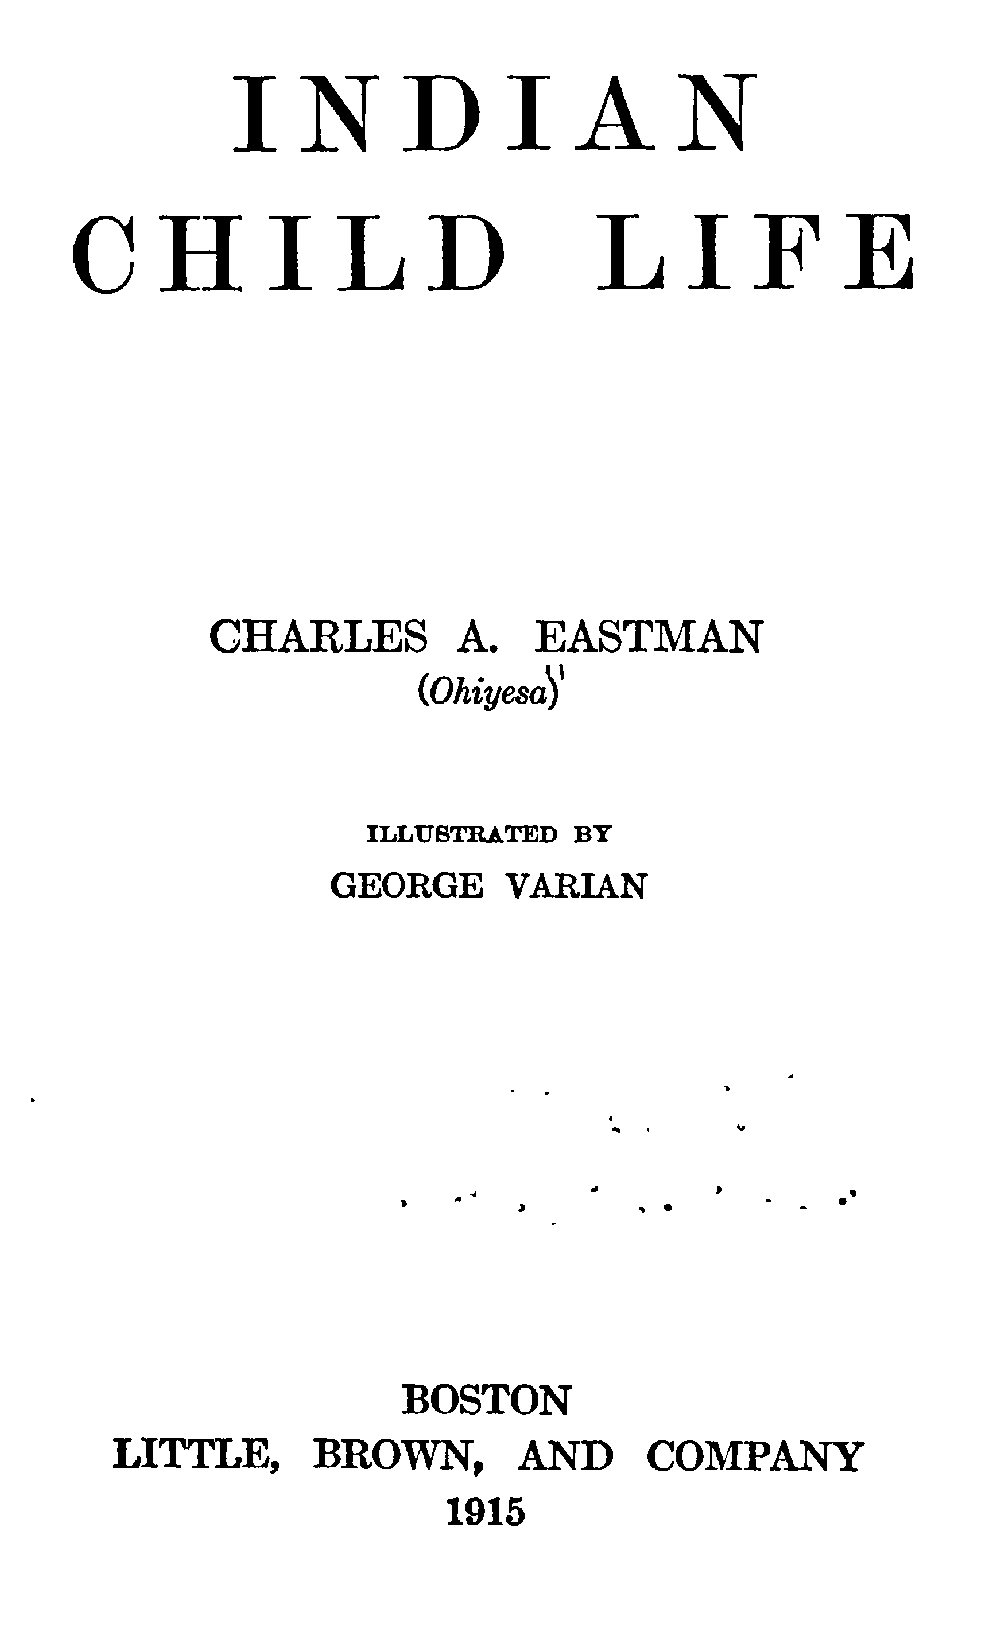 INDIAN
CHILD LIFE
CHARLES A. EASTMAN
(Ohiyesa)
ILLUSTRATED BY
GEORGE VARIAN
BOSTON
LITTLE, BROWN, AND COMPANY
1915